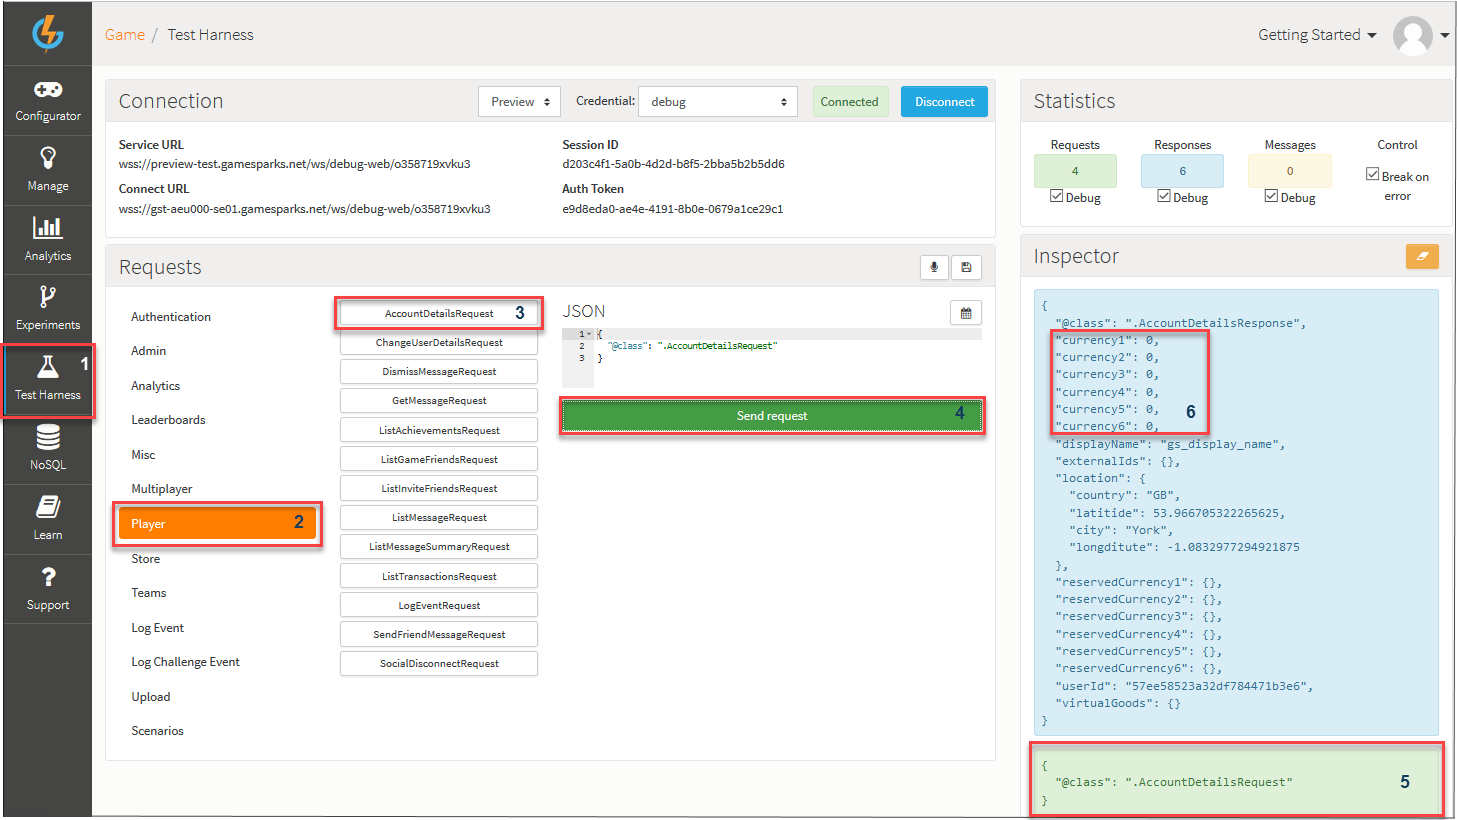 Game / Test Harness
Getting Started
Configurator
Manage
Analytics
Experiments
1
Test Harness
NoSQL
Learn
Support
Connection
Preview
Credential:
debug
Connected
Disconnect
Service URL
wss://preview-test.gamesparks.net/ws/debug-web/o358719xvku3
Connect URL
wss://gst-aeu000-se01.gamesparks.net/ws/debug-web/o358719xvku3
Session ID
d203c4f1-5a0b-4d2d-b8f5-2bba5b2b5dd6
Auth Token
e9d8eda0-ae4e-4191-8b0e-0679a1ce29c1
Requests
Authentication
Admin
Analytics
Leaderboards
Misc
Multiplayer
Player 2
Store
Teams
Log Event
Log Challenge Event
Upload
Scenarios
AccountDetailsRequest 3
ChangeUserDetailsRequest
DismissMessageRequest
GetMessageRequest
ListAchievementsRequest
ListGameFriendsRequest
ListInviteFriendsRequest
ListMessageRequest
ListMessageSummaryRequest
ListTransactionsRequest
LogEventRequest
SendFriendMessageRequest
SocialDisconnectRequest
JSON
1 {
2 "@class": ".AccountDetailsRequest"
3 }
Send request 4
Statistics
Requests
4
Debug
Responses
6
Debug
Messages
0
Debug
Control
Break on
error
Inspector
{
"@class": ".AccountDetailsResponse",
"currency1": 0,
"currency2": 0,
"currency3": 0,
"currency4": 0,
"currency5": 0, 6
"currency6": 0,
"displayName": "gs_display_name",
"externalIds": {},
"location": {
"country": "GB",
"latitide": 53.966705322265625,
"city": "York",
"longditute": -1.0832977294921875
},
"reservedCurrency1": {},
"reservedCurrency2": {},
"reservedCurrency3": {},
"reservedCurrency4": {},
"reservedCurrency5": {},
"reservedCurrency6": {},
"userId": "57ee58523a32df784471b3e6",
"virtualGoods": {}
}
{
"@class": ".AccountDetailsRequest" 5
}